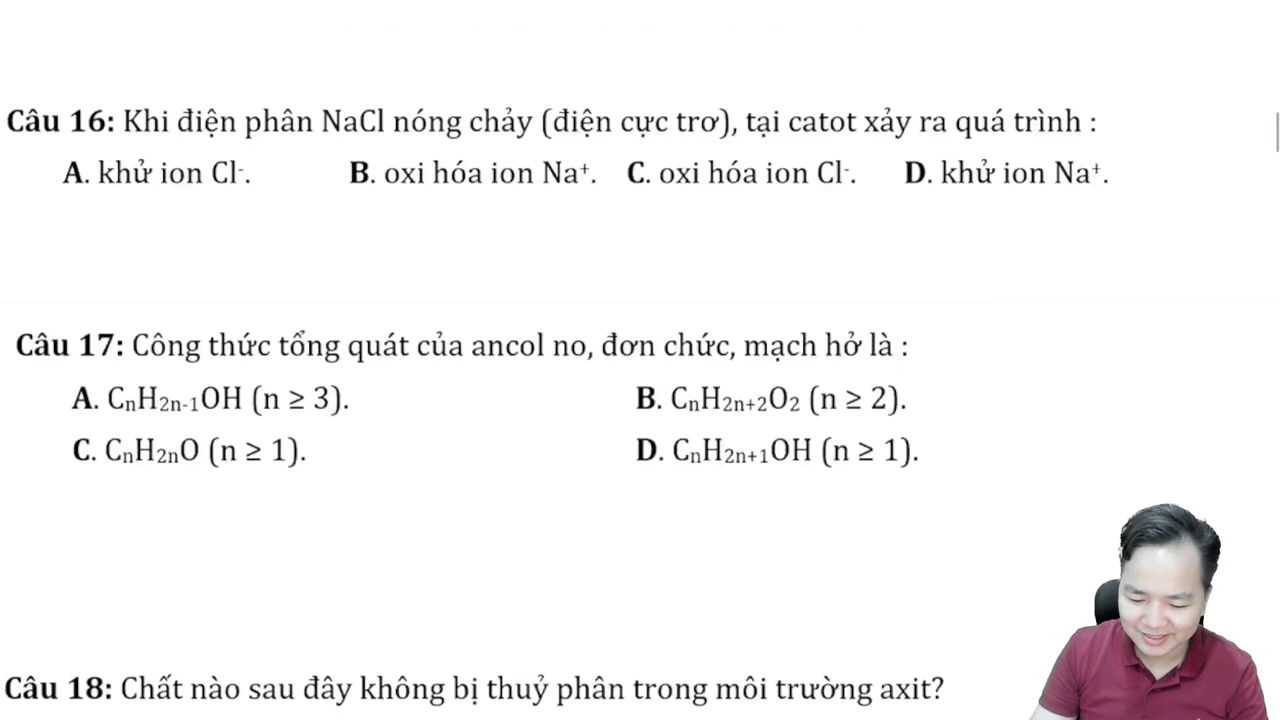 Câu 16: Khi điện phân NaCl nóng chảy (điện cực trơ), tại catot xảy ra quá trình :
A. khử ion Cl⁻. B. oxi hóa ion Na⁺. C. oxi hóa ion Cl⁻. D. khử ion Na⁺.
Câu 17: Công thức tổng quát của ancol no, đơn chức, mạch hở là :
A. CₙH₂ₙ₋₁OH (n ≥ 3). B. CₙH₂ₙ₊₂O₂ (n ≥ 2).
C. CₙH₂ₙO (n ≥ 1). D. CₙH₂ₙ₊₁OH (n ≥ 1).
Câu 18: Chất nào sau đây không bị thuỷ phân trong môi trường axit?